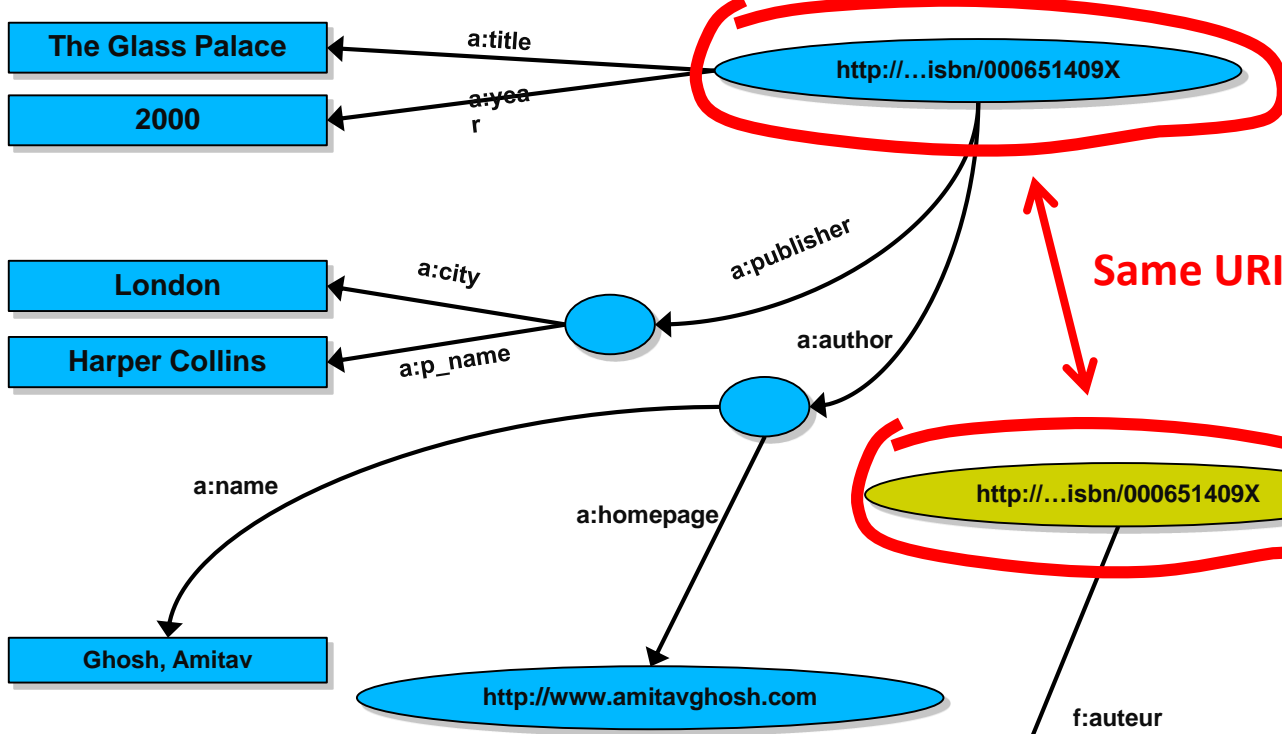 The Glass Palace
a:title
http://…isbn/000651409X
2000
a:yea
r
a:publisher
a:city
London
Same URI
a:author
Harper Collins
a:p_name
a:name
http://…isbn/000651409X
a:homepage
Ghosh, Amitav
http://www.amitavghosh.com
f:auteur